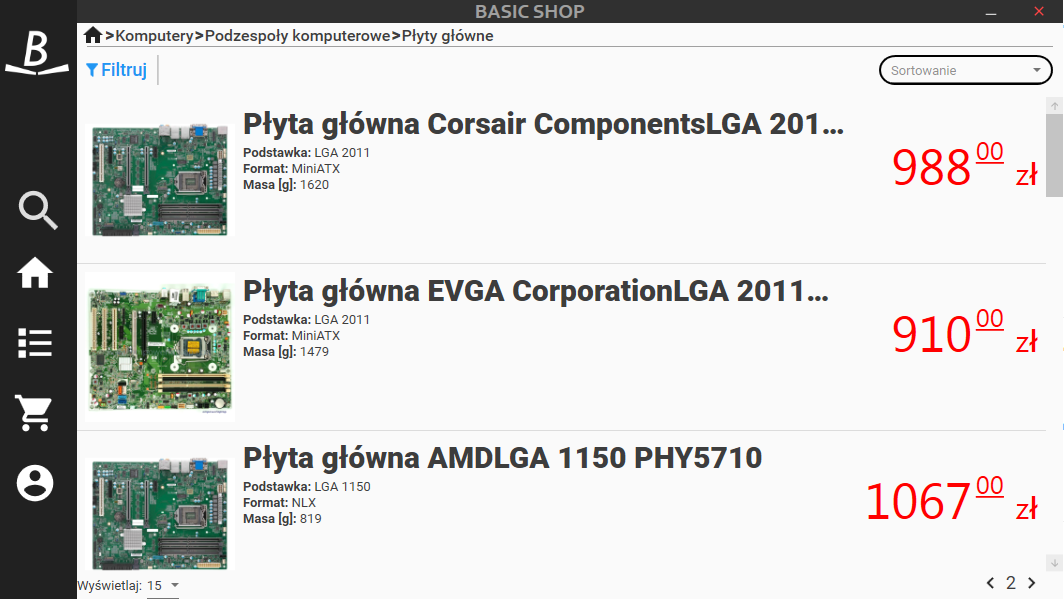 BASIC SHOP
B
>Komputery>Podzespoły komputerowe>Płyty główne
Filtruj
Sortowanie
Płyta główna Corsair ComponentsLGA 201...
Podstawka: LGA 2011
Format: MiniATX
Masa [g]: 1620
988 00 zł
Płyta główna EVGA CorporationLGA 2011...
Podstawka: LGA 2011
Format: MiniATX
Masa [g]: 1479
910 00 zł
Płyta główna AMDLGA 1150 PHY5710
Podstawka: LGA 1150
Format: NLX
Masa [g]: 819
1067 00 zł
Wyświetlaj: 15
< 2 >